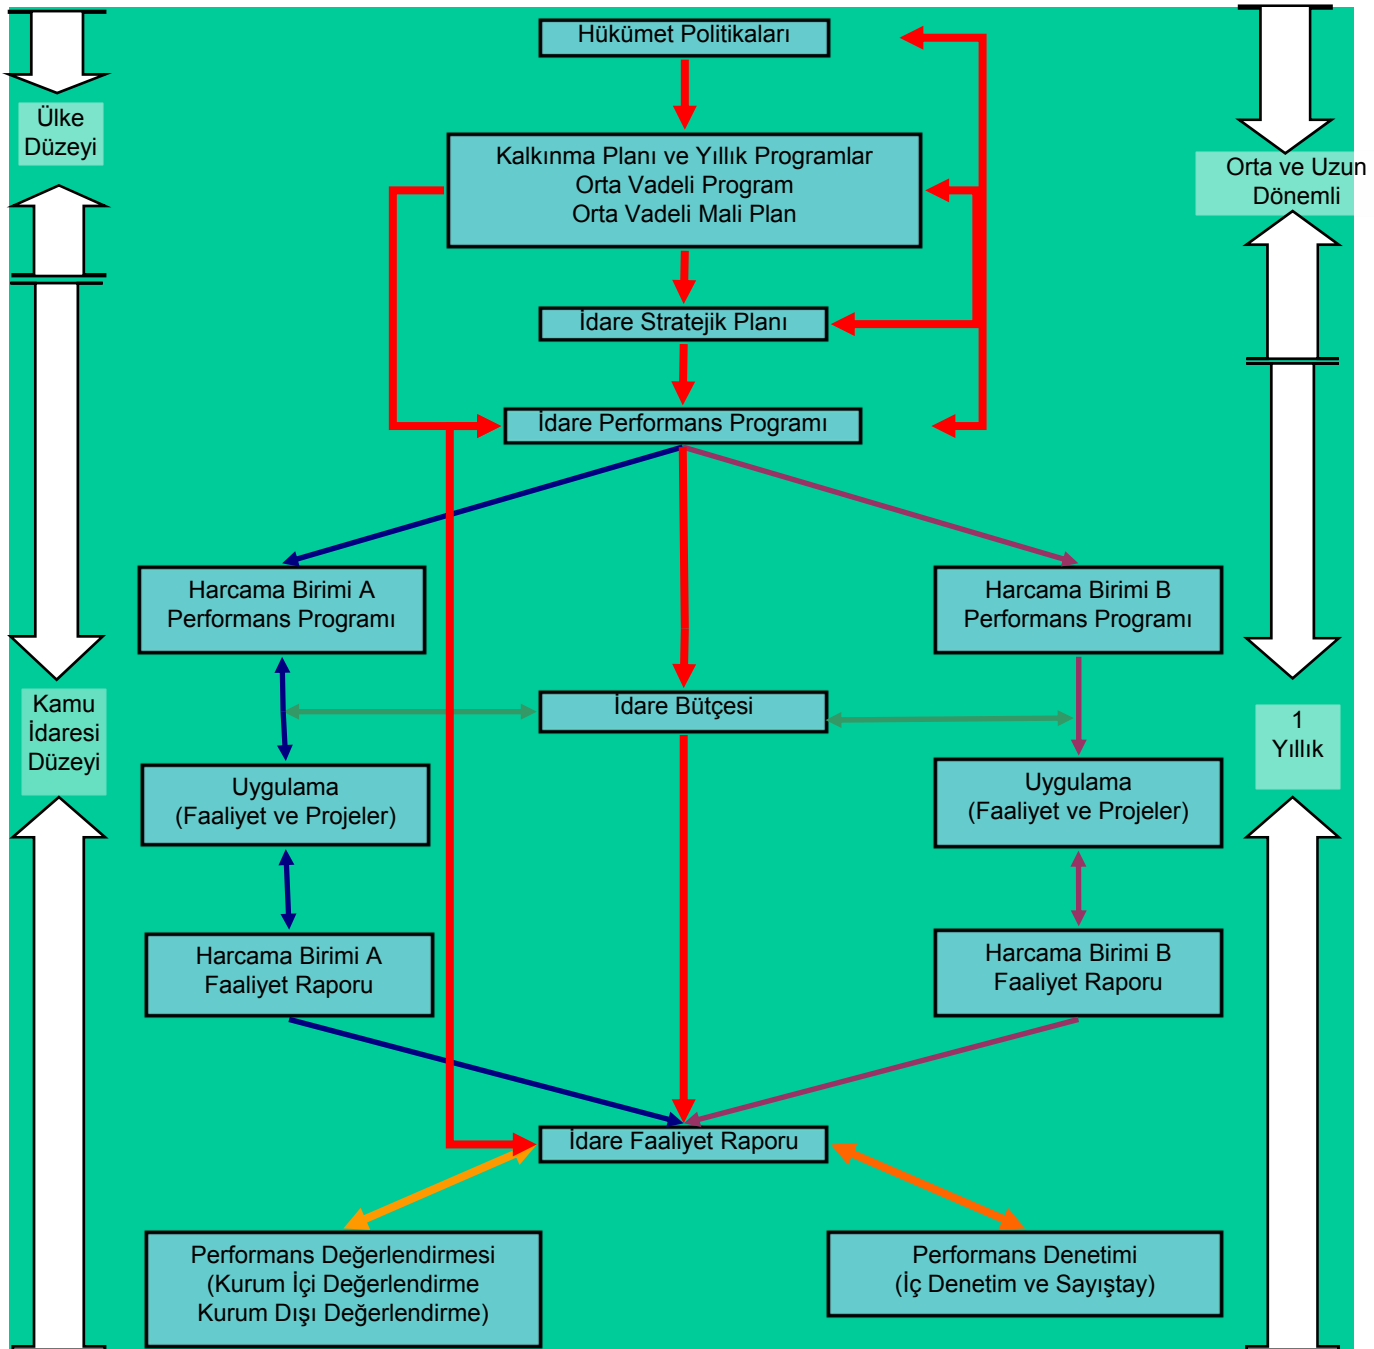 Hükümet Politikaları
Ülke
Düzeyi
Kalkınma Planı ve Yıllık Programlar
Orta Vadeli Program
Orta Vadeli Mali Plan
Orta ve Uzun
Dönemli
İdare Stratejik Planı
İdare Performans Programı
Harcama Birimi A
Performans Programı
Harcama Birimi B
Performans Programı
Kamu
İdaresi
Düzeyi
İdare Bütçesi
1
Yıllık
Uygulama
(Faaliyet ve Projeler)
Uygulama
(Faaliyet ve Projeler)
Harcama Birimi A
Faaliyet Raporu
Harcama Birimi B
Faaliyet Raporu
İdare Faaliyet Raporu
Performans Değerlendirmesi
(Kurum İçi Değerlendirme
Kurum Dışı Değerlendirme)
Performans Denetimi
(İç Denetim ve Sayıştay)